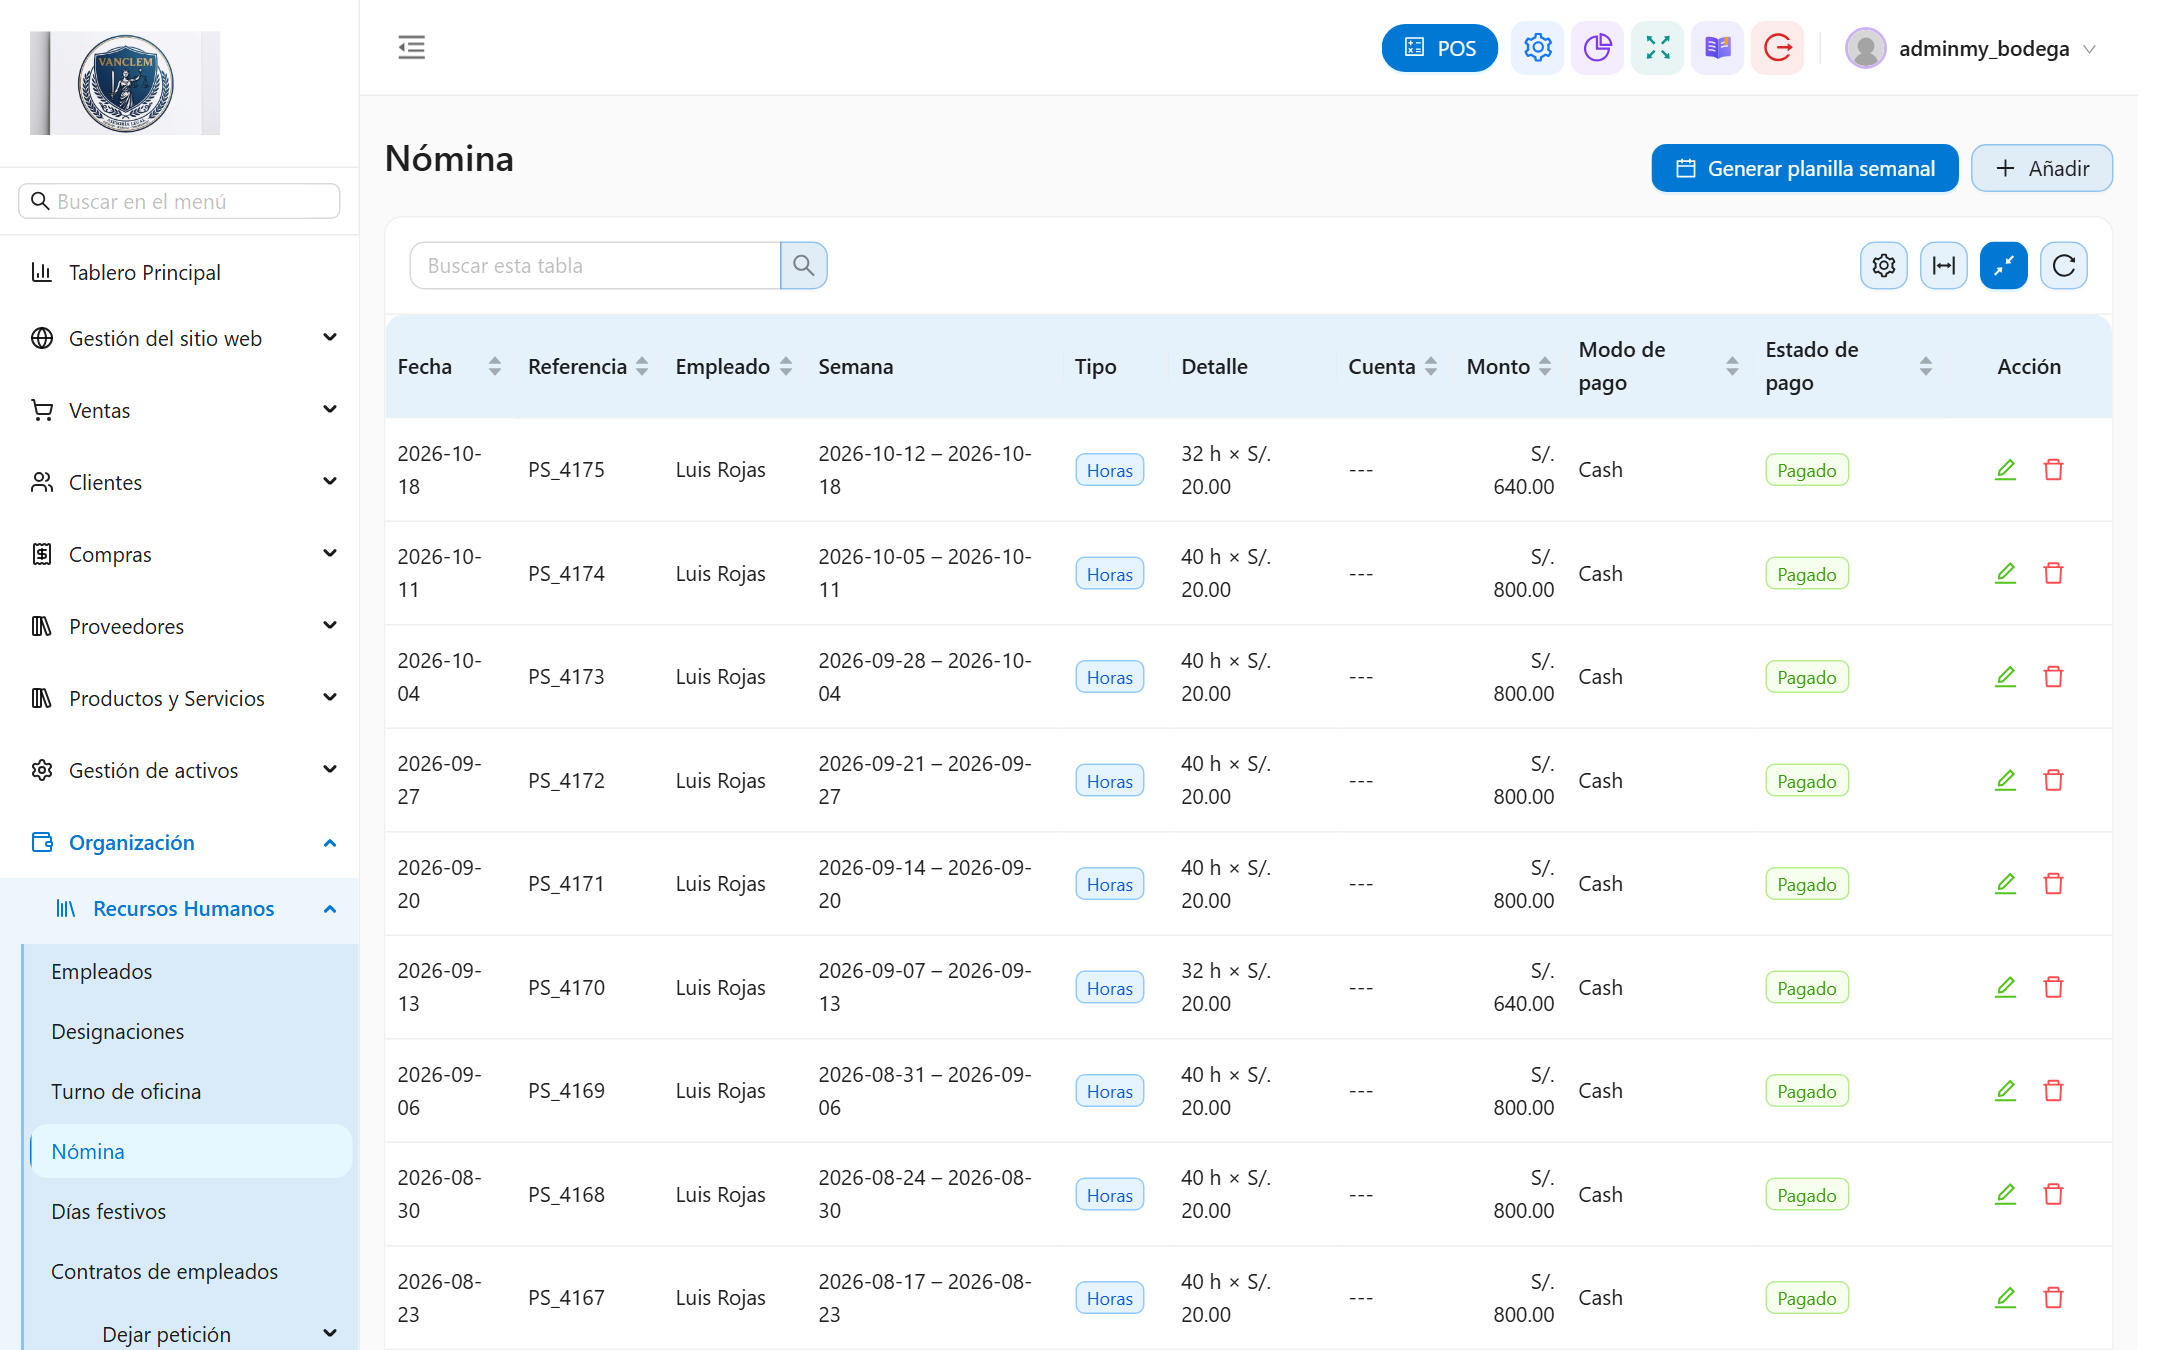 VANCLEM
ASESORÍA LEGAL
POS
adminmy_bodega
Buscar en el menú
Tablero Principal
Gestión del sitio web
Ventas
Clientes
Compras
Proveedores
Productos y Servicios
Gestión de activos
Organización
Recursos Humanos
Empleados
Designaciones
Turno de oficina
Nómina
Días festivos
Contratos de empleados
Dejar petición
Nómina
Generar planilla semanal
Añadir
Buscar esta tabla
Fecha Referencia Empleado Semana Tipo Detalle Cuenta Monto Modo de pago Estado de pago Acción
2026-10-18 PS_4175 Luis Rojas 2026-10-12 – 2026-10-18 Horas 32 h × S/. 20.00 --- S/. 640.00 Cash Pagado
2026-10-11 PS_4174 Luis Rojas 2026-10-05 – 2026-10-11 Horas 40 h × S/. 20.00 --- S/. 800.00 Cash Pagado
2026-10-04 PS_4173 Luis Rojas 2026-09-28 – 2026-10-04 Horas 40 h × S/. 20.00 --- S/. 800.00 Cash Pagado
2026-09-27 PS_4172 Luis Rojas 2026-09-21 – 2026-09-27 Horas 40 h × S/. 20.00 --- S/. 800.00 Cash Pagado
2026-09-20 PS_4171 Luis Rojas 2026-09-14 – 2026-09-20 Horas 40 h × S/. 20.00 --- S/. 800.00 Cash Pagado
2026-09-13 PS_4170 Luis Rojas 2026-09-07 – 2026-09-13 Horas 32 h × S/. 20.00 --- S/. 640.00 Cash Pagado
2026-09-06 PS_4169 Luis Rojas 2026-08-31 – 2026-09-06 Horas 40 h × S/. 20.00 --- S/. 800.00 Cash Pagado
2026-08-30 PS_4168 Luis Rojas 2026-08-24 – 2026-08-30 Horas 40 h × S/. 20.00 --- S/. 800.00 Cash Pagado
2026-08-23 PS_4167 Luis Rojas 2026-08-17 – 2026-08-23 Horas 40 h × S/. 20.00 --- S/. 800.00 Cash Pagado